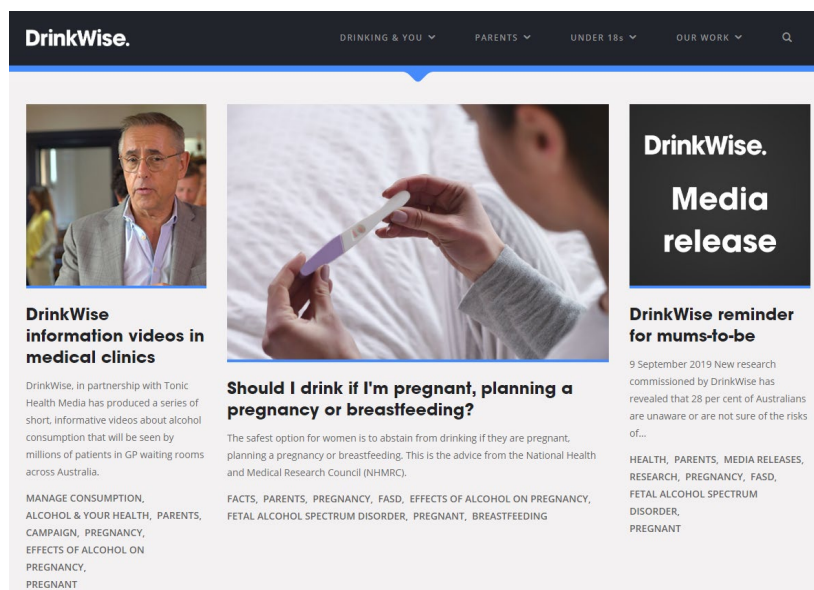 DrinkWise.
DRINKING & YOU
PARENTS
UNDER 18s
OUR WORK
DrinkWise
information videos in
medical clinics
DrinkWise, in partnership with Tonic
Health Media has produced a series of
short, informative videos about alcohol
consumption that will be seen by
millions of patients in GP waiting rooms
across Australia.
MANAGE CONSUMPTION,
ALCOHOL & YOUR HEALTH, PARENTS,
CAMPAIGN, PREGNANCY,
EFFECTS OF ALCOHOL ON
PREGNANCY,
PREGNANT
Should I drink if I'm pregnant, planning a
pregnancy or breastfeeding?
The safest option for women is to abstain from drinking if they are pregnant,
planning a pregnancy or breastfeeding. This is the advice from the National Health
and Medical Research Council (NHMRC).
FACTS, PARENTS, PREGNANCY, FASD, EFFECTS OF ALCOHOL ON PREGNANCY,
FETAL ALCOHOL SPECTRUM DISORDER, PREGNANT, BREASTFEEDING
DrinkWise.
Media
release
DrinkWise reminder
for mums-to-be
9 September 2019 New research
commissioned by DrinkWise has
revealed that 28 per cent of Australians
are unaware or are not sure of the risks
of...
HEALTH, PARENTS, MEDIA RELEASES,
RESEARCH, PREGNANCY, FASD,
FETAL ALCOHOL SPECTRUM
DISORDER,
PREGNANT